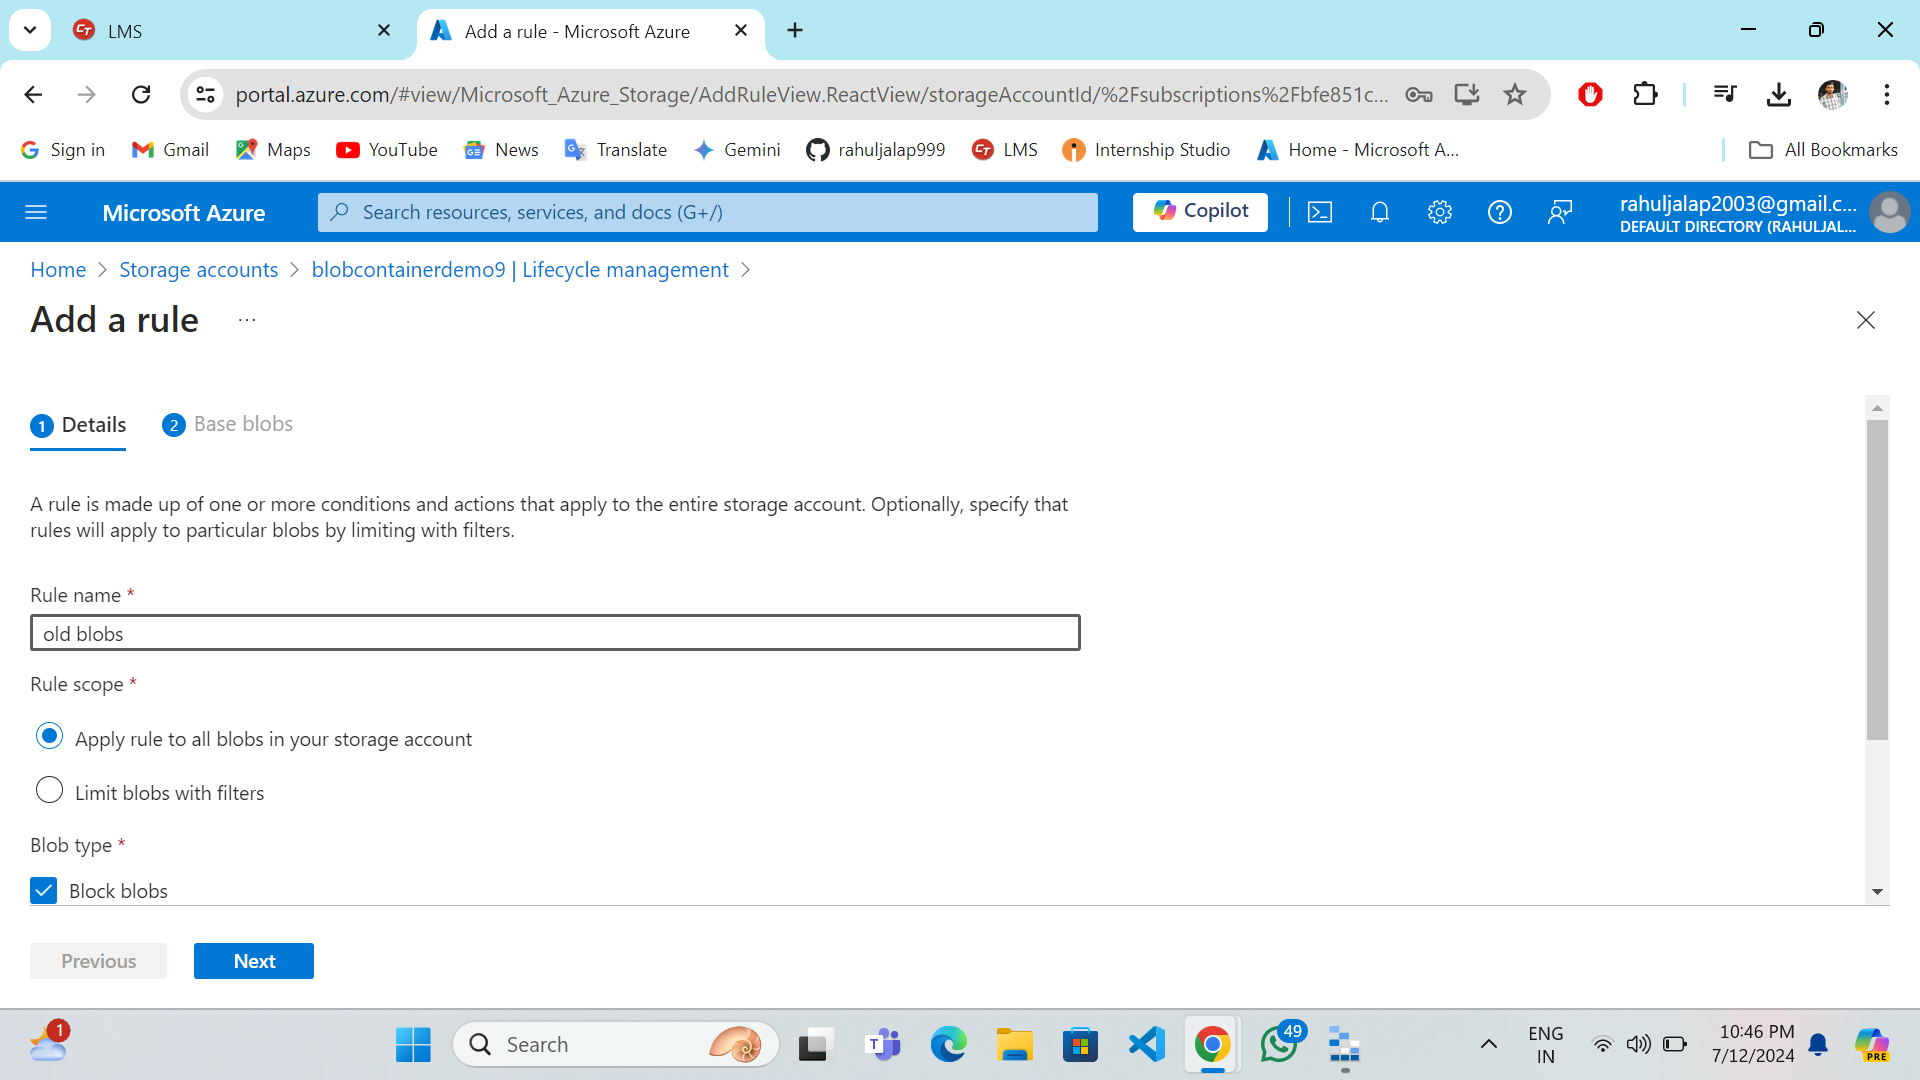 LMS
Add a rule - Microsoft Azure
portal.azure.com/#view/Microsoft_Azure_Storage/AddRuleView.ReactView/storageAccountId/%2Fsubscriptions%2Fbfe851c...
Sign in
Gmail
Maps
YouTube
News
Translate
Gemini
rahuljalap999
LMS
Internship Studio
Home - Microsoft A...
All Bookmarks
Microsoft Azure
Search resources, services, and docs (G+/)
Copilot
rahuljalap2003@gmail.c...
DEFAULT DIRECTORY (RAHULJAL...
Home > Storage accounts > blobcontainerdemo9 | Lifecycle management >
Add a rule ...
1 Details
2 Base blobs
A rule is made up of one or more conditions and actions that apply to the entire storage account. Optionally, specify that
rules will apply to particular blobs by limiting with filters.
Rule name *
old blobs
Rule scope *
Apply rule to all blobs in your storage account
Limit blobs with filters
Blob type *
Block blobs
Previous
Next
1
Search
T
49
ENG
IN
10:46 PM
7/12/2024
PRE